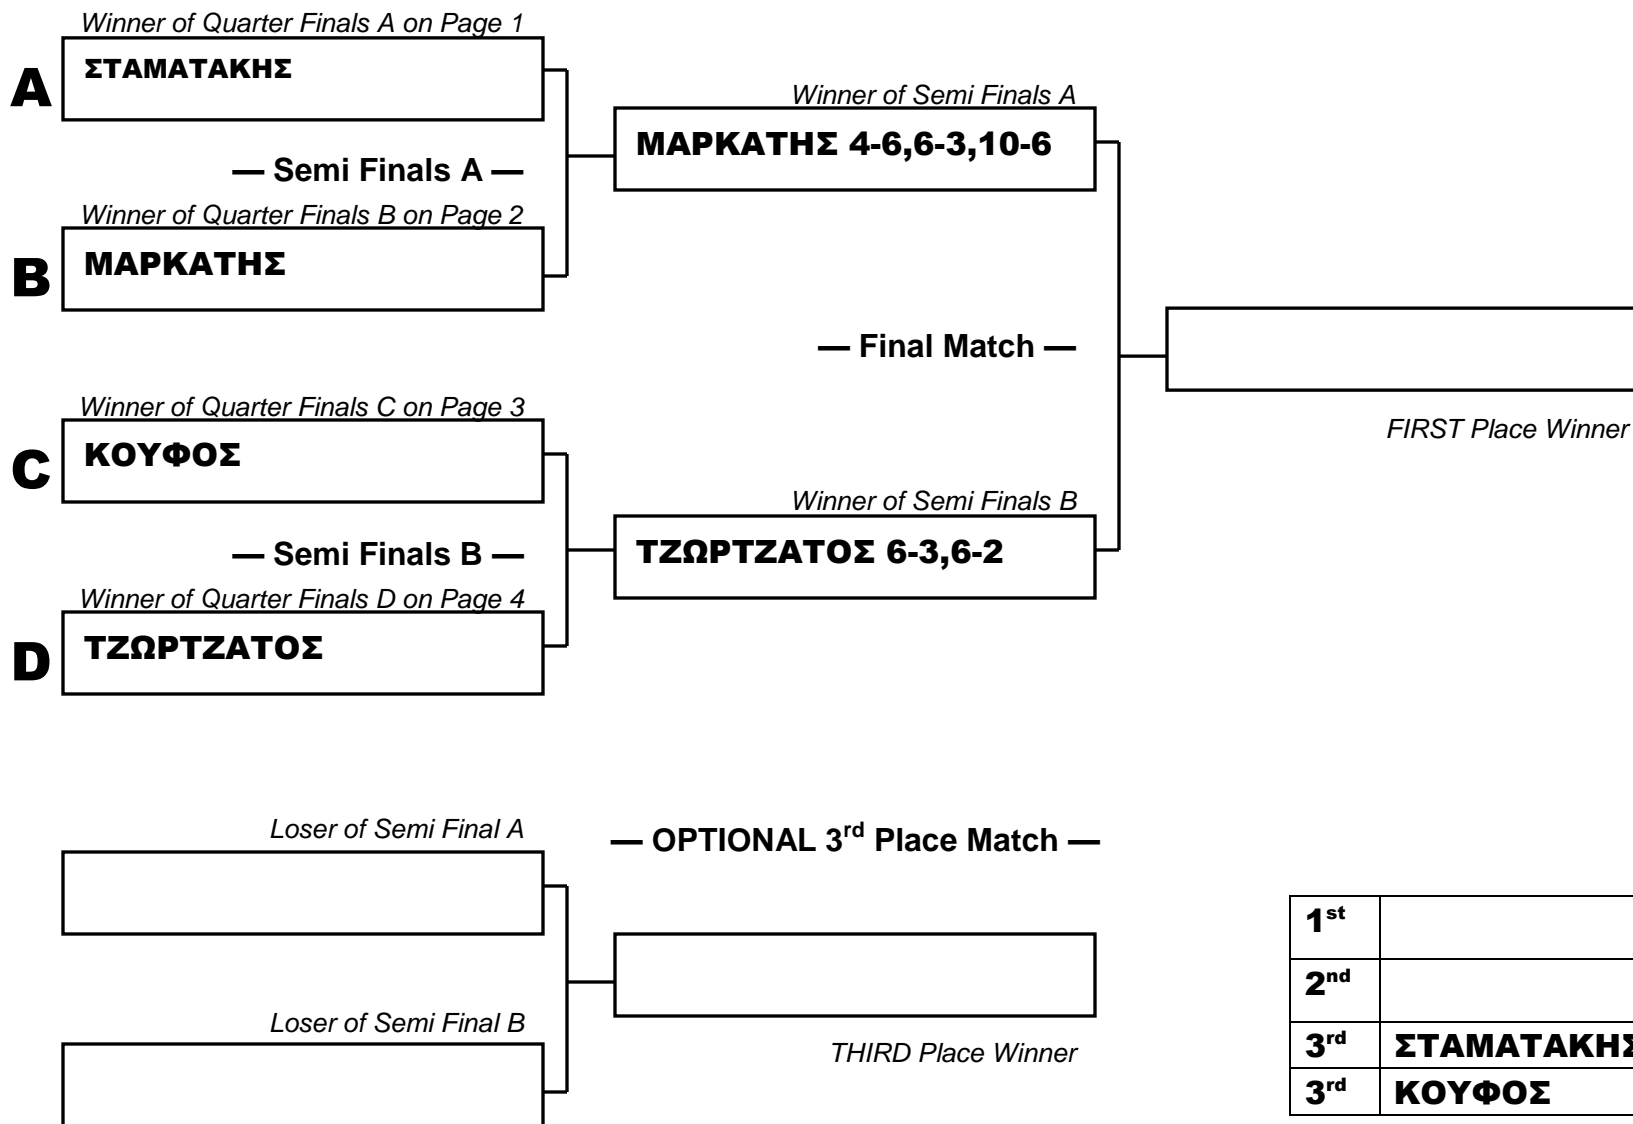 Winner of Quarter Finals A on Page 1
A
ΣΤΑΜΑΤΑΚΗΣ
Winner of Semi Finals A
ΜΑΡΚΑΤΗΣ 4-6,6-3,10-6
— Semi Finals A —
Winner of Quarter Finals B on Page 2
B
ΜΑΡΚΑΤΗΣ
— Final Match —
FIRST Place Winner
Winner of Quarter Finals C on Page 3
C
ΚΟΥΦΟΣ
Winner of Semi Finals B
ΤΖΩΡΤΖΑΤΟΣ 6-3,6-2
— Semi Finals B —
Winner of Quarter Finals D on Page 4
D
ΤΖΩΡΤΖΑΤΟΣ
Loser of Semi Final A
— OPTIONAL 3rd Place Match —
Loser of Semi Final B
THIRD Place Winner
1st
2nd
3rd ΣΤΑΜΑΤΑΚΗΣ
3rd ΚΟΥΦΟΣ